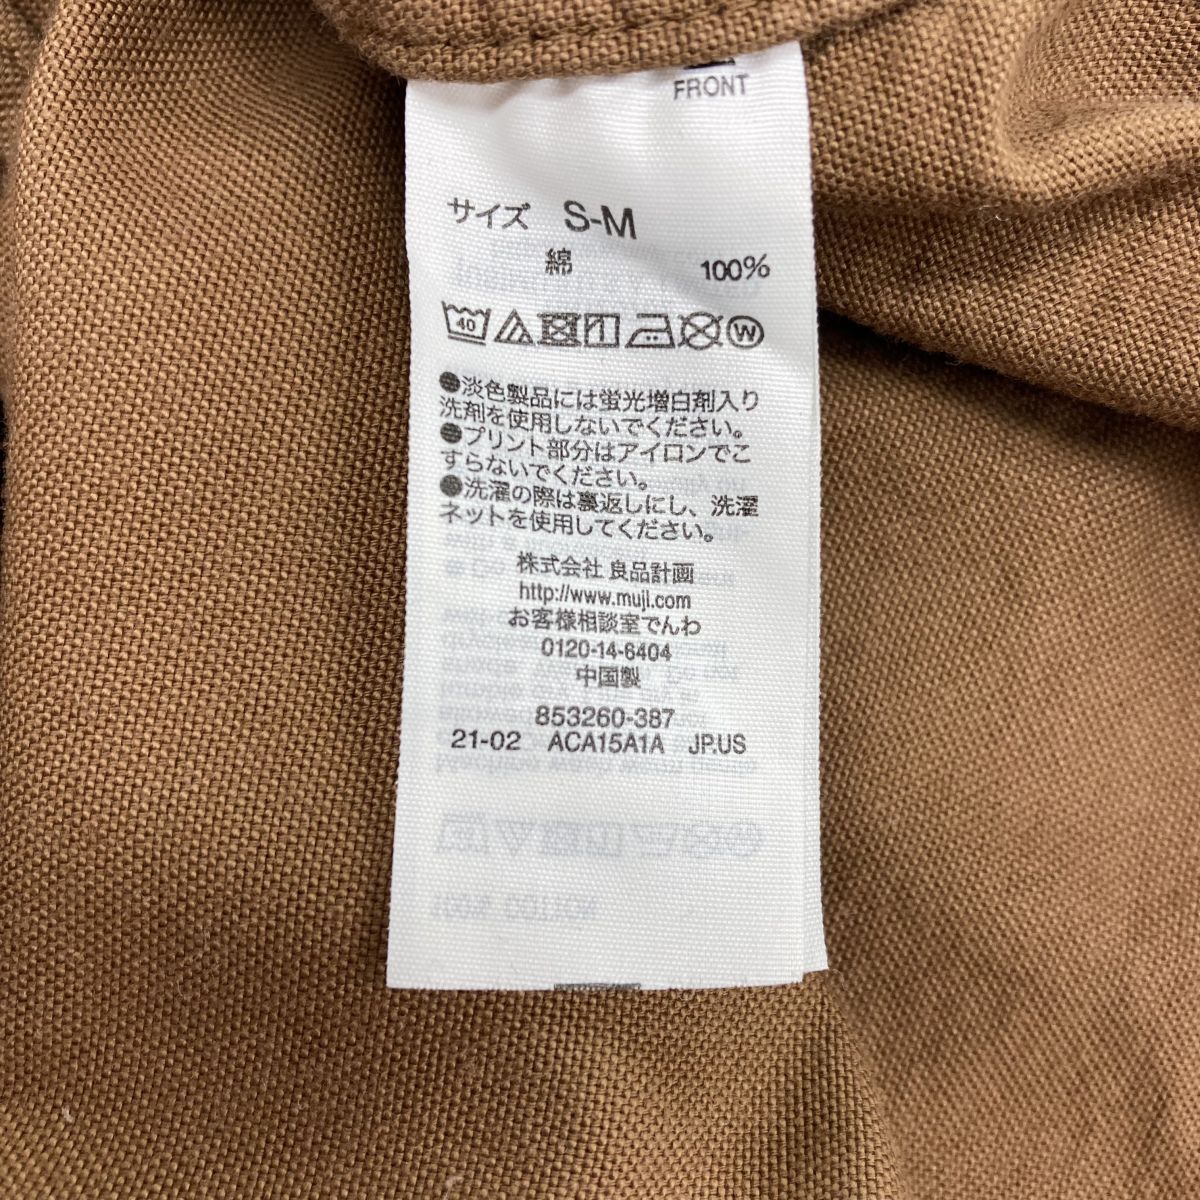 FRONT
サイズ S-M
綿 100%
40 W
●淡色製品には蛍光増白剤入り
洗剤を使用しないでください。
●プリント部分はアイロンでこ
すらないでください。
●洗濯の際は裏返しにし、洗濯
ネットを使用してください。
株式会社 良品計画
http://www.muji.com
お客様相談室でんわ
0120-14-6404
中国製
853260-387
21-02 ACA15A1A JP.US